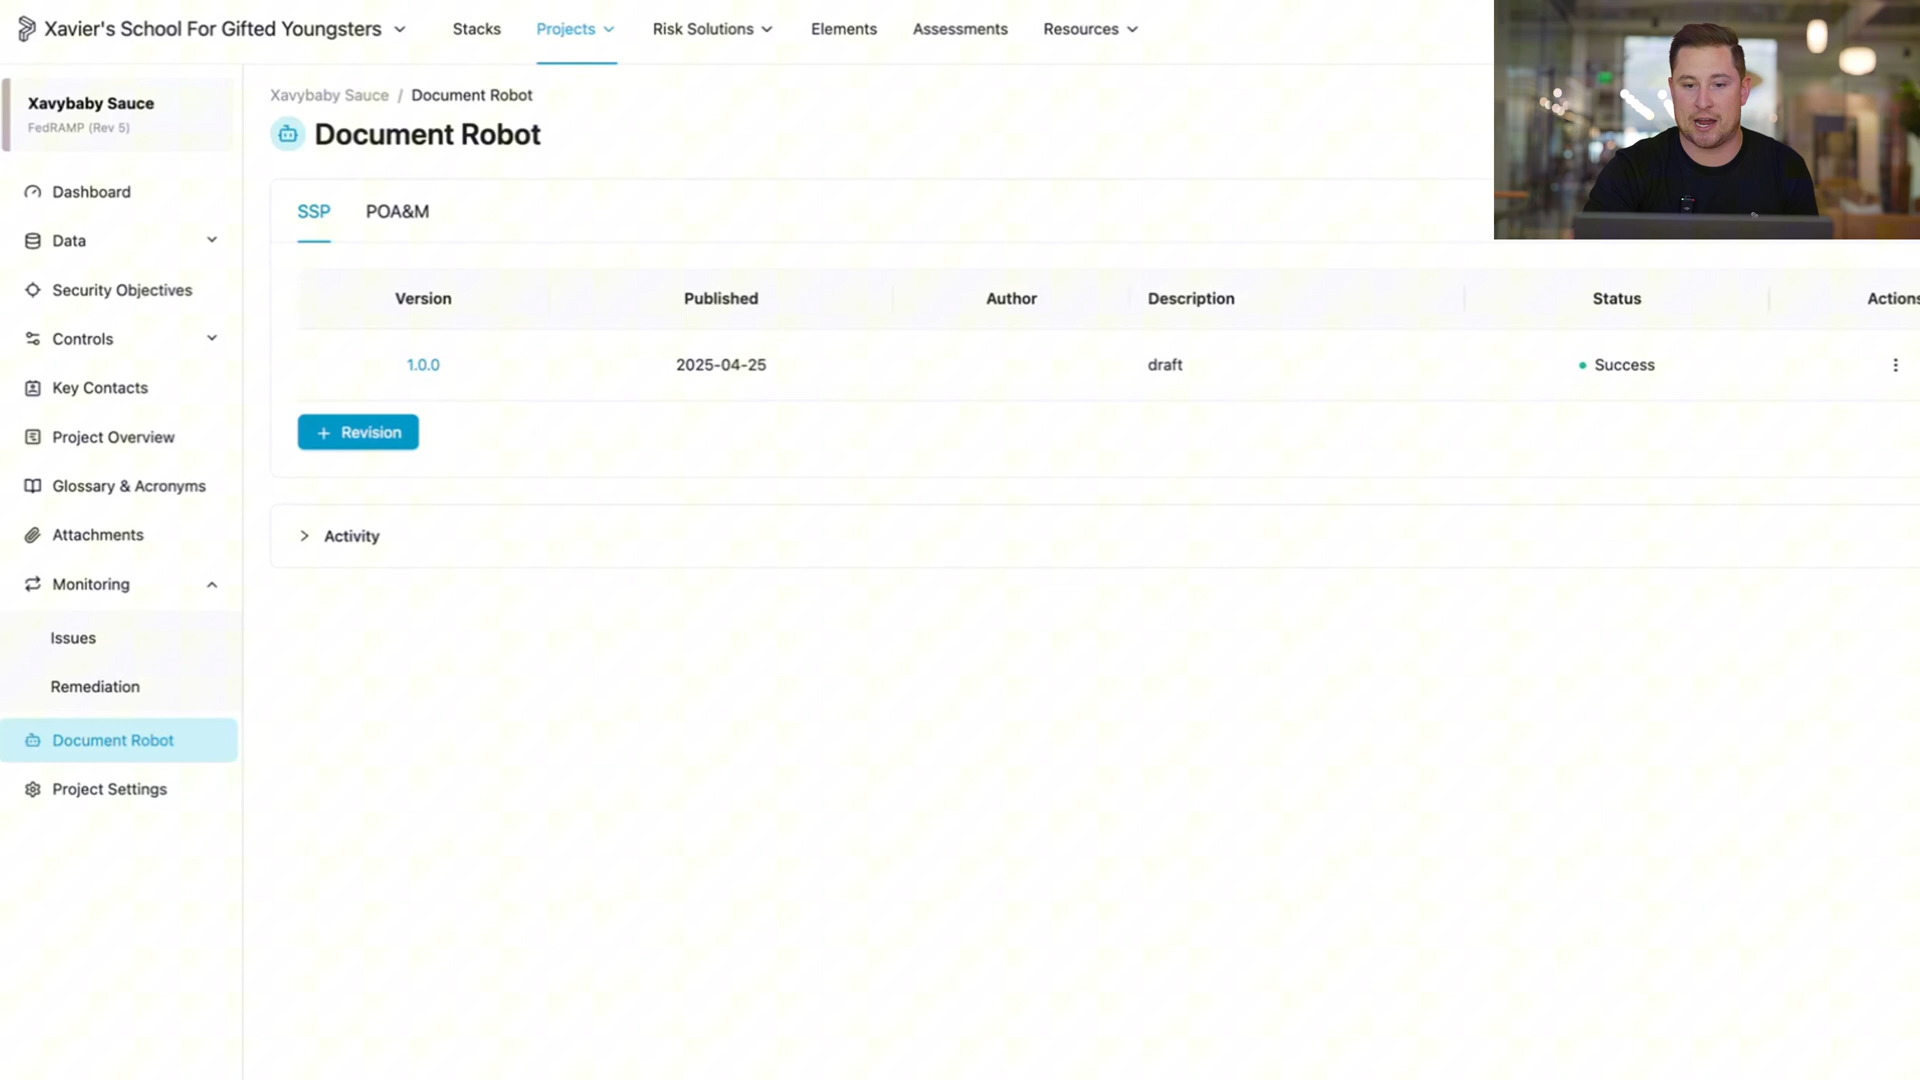 Xavier's School For Gifted Youngsters
Stacks
Projects
Risk Solutions
Elements
Assessments
Resources
Xavybaby Sauce
FedRAMP (Rev 5)
Dashboard
Data
Security Objectives
Controls
Key Contacts
Project Overview
Glossary & Acronyms
Attachments
Monitoring
Issues
Remediation
Document Robot
Project Settings
Xavybaby Sauce / Document Robot
Document Robot
SSP
POA&M
Version
Published
Author
Description
Status
Actions
1.0.0
2025-04-25
draft
Success
+ Revision
Activity